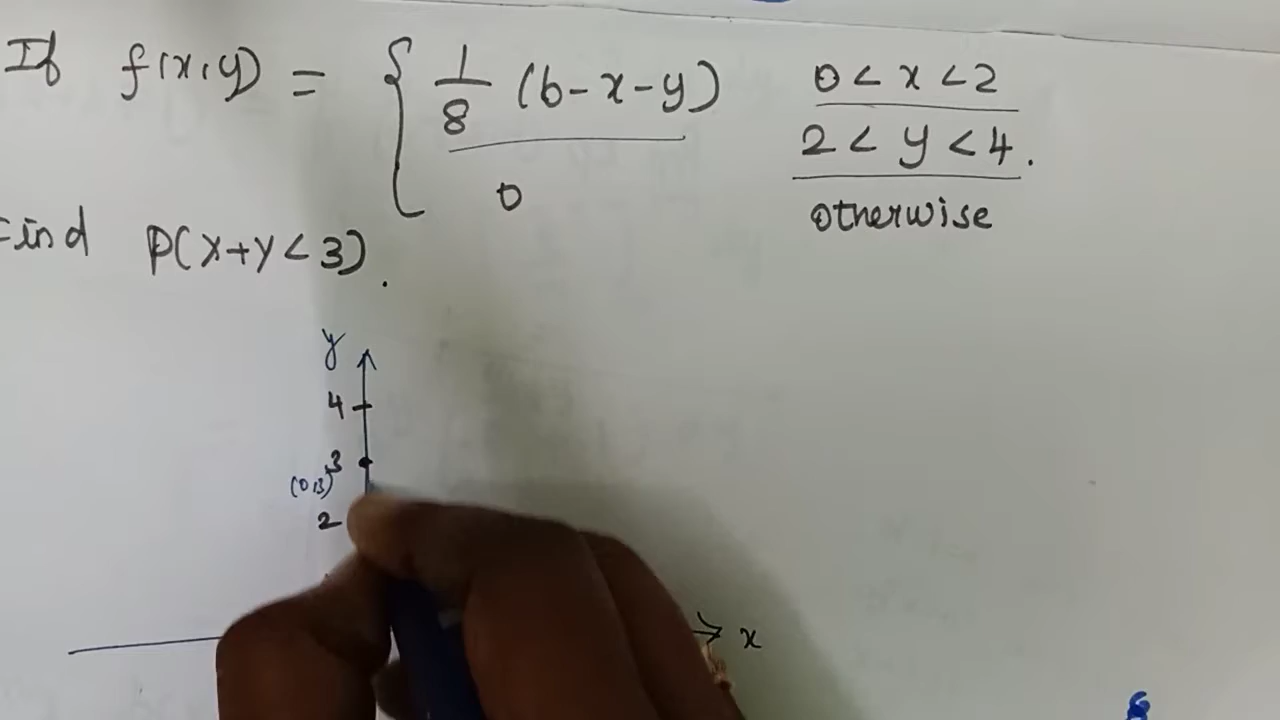 If f(x,y) = { 1/8 (6-x-y) 0<x<2
2<y<4.
0 otherwise
Find P(X+Y<3).
y
4
3
(0,3)
2
x